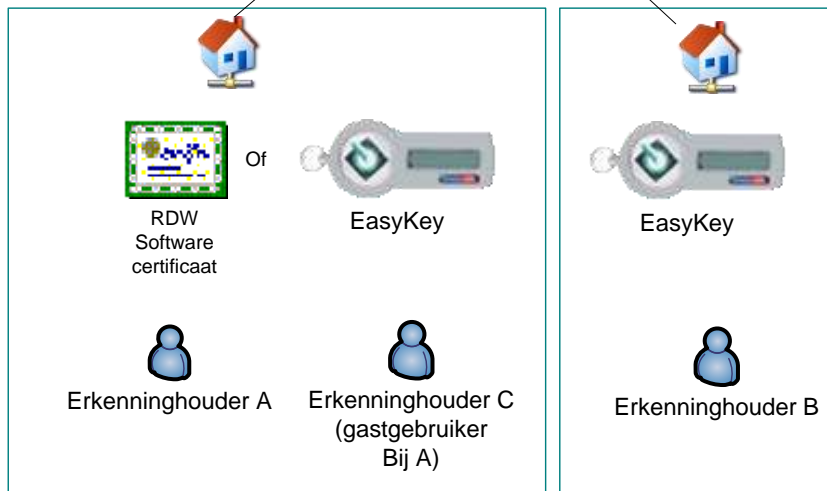 Of
RDW
Software
certificaat
EasyKey
EasyKey
Erkenninghouder A
Erkenninghouder C
(gastgebruiker
Bij A)
Erkenninghouder B